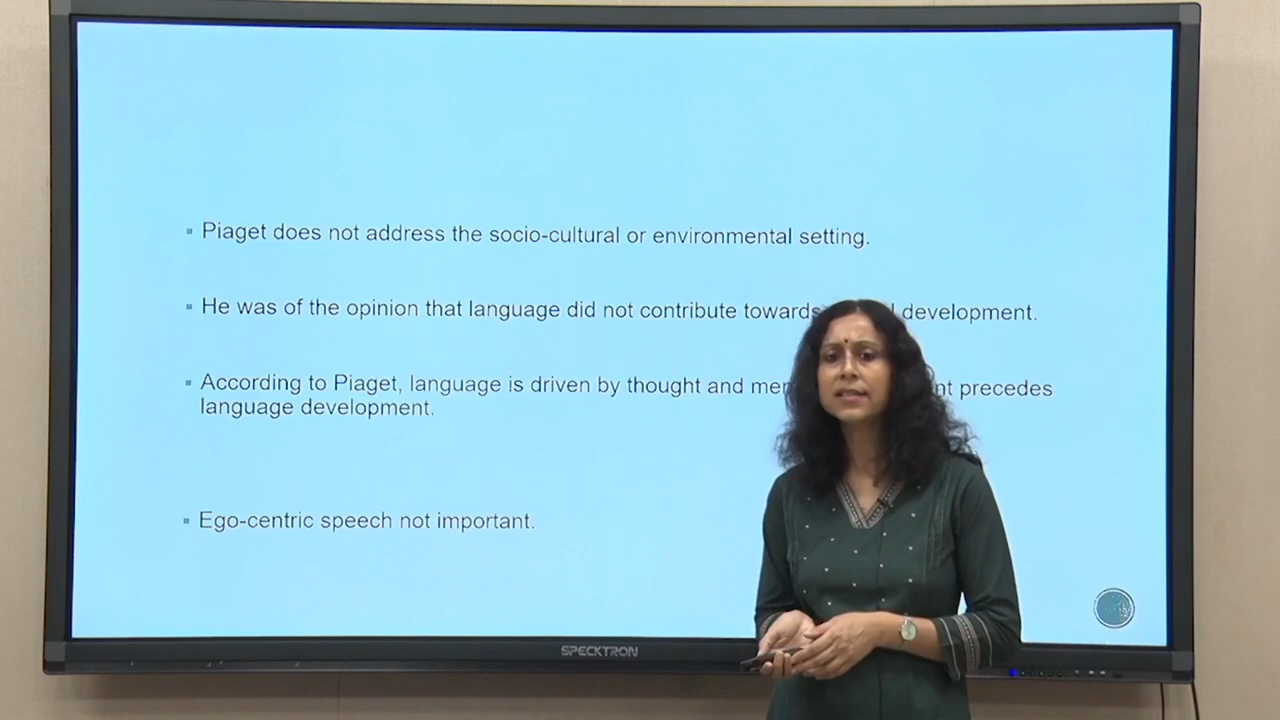 ▪ Piaget does not address the socio-cultural or environmental setting.
▪ He was of the opinion that language did not contribute towards development.
▪ According to Piaget, language is driven by thought and precedes
language development.
▪ Ego-centric speech not important.
SPECKTRON